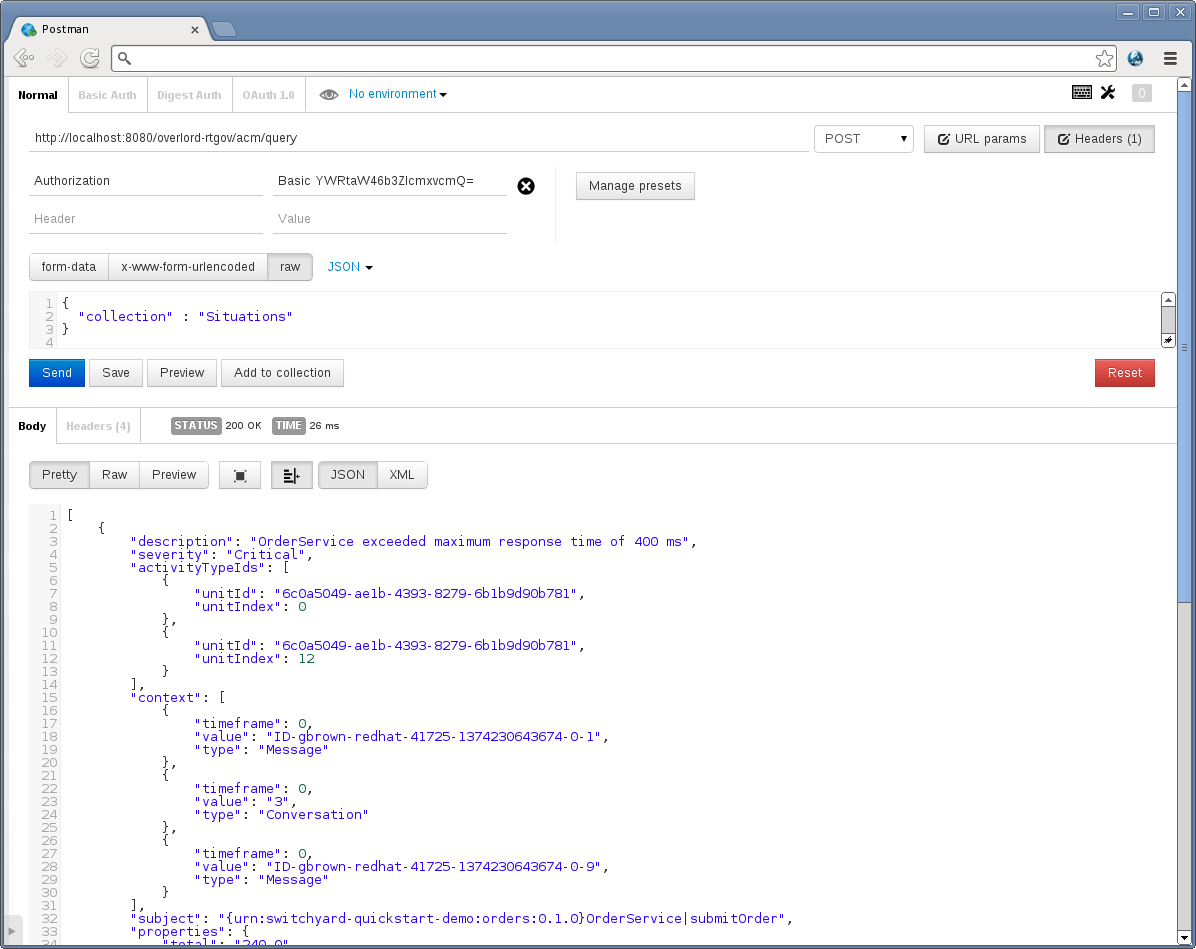 Postman
Normal Basic Auth Digest Auth OAuth 1.0 No environment 0
http://localhost:8080/overlord-rtgov/acm/query POST URL params Headers (1)
Authorization Basic YWRtaW46b3ZlcmxvcmQ= Manage presets
Header Value
form-data x-www-form-urlencoded raw JSON
1 {
2 "collection" : "Situations"
3 }
4
Send Save Preview Add to collection Reset
Body Headers (4) STATUS 200 OK TIME 26 ms
Pretty Raw Preview JSON XML
1 [
2 {
3 "description": "OrderService exceeded maximum response time of 400 ms",
4 "severity": "Critical",
5 "activityTypeIds": [
6 {
7 "unitId": "6c0a5049-ae1b-4393-8279-6b1b9d90b781",
8 "unitIndex": 0
9 },
10 {
11 "unitId": "6c0a5049-ae1b-4393-8279-6b1b9d90b781",
12 "unitIndex": 12
13 }
14 ],
15 "context": [
16 {
17 "timeframe": 0,
18 "value": "ID-gbrown-redhat-41725-1374230643674-0-1",
19 "type": "Message"
20 },
21 {
22 "timeframe": 0,
23 "value": "3",
24 "type": "Conversation"
25 },
26 {
27 "timeframe": 0,
28 "value": "ID-gbrown-redhat-41725-1374230643674-0-9",
29 "type": "Message"
30 }
31 ],
32 "subject": "{urn:switchyard-quickstart-demo:orders:0.1.0}OrderService|submitOrder",
33 "properties": {
34 "total": "240.0"